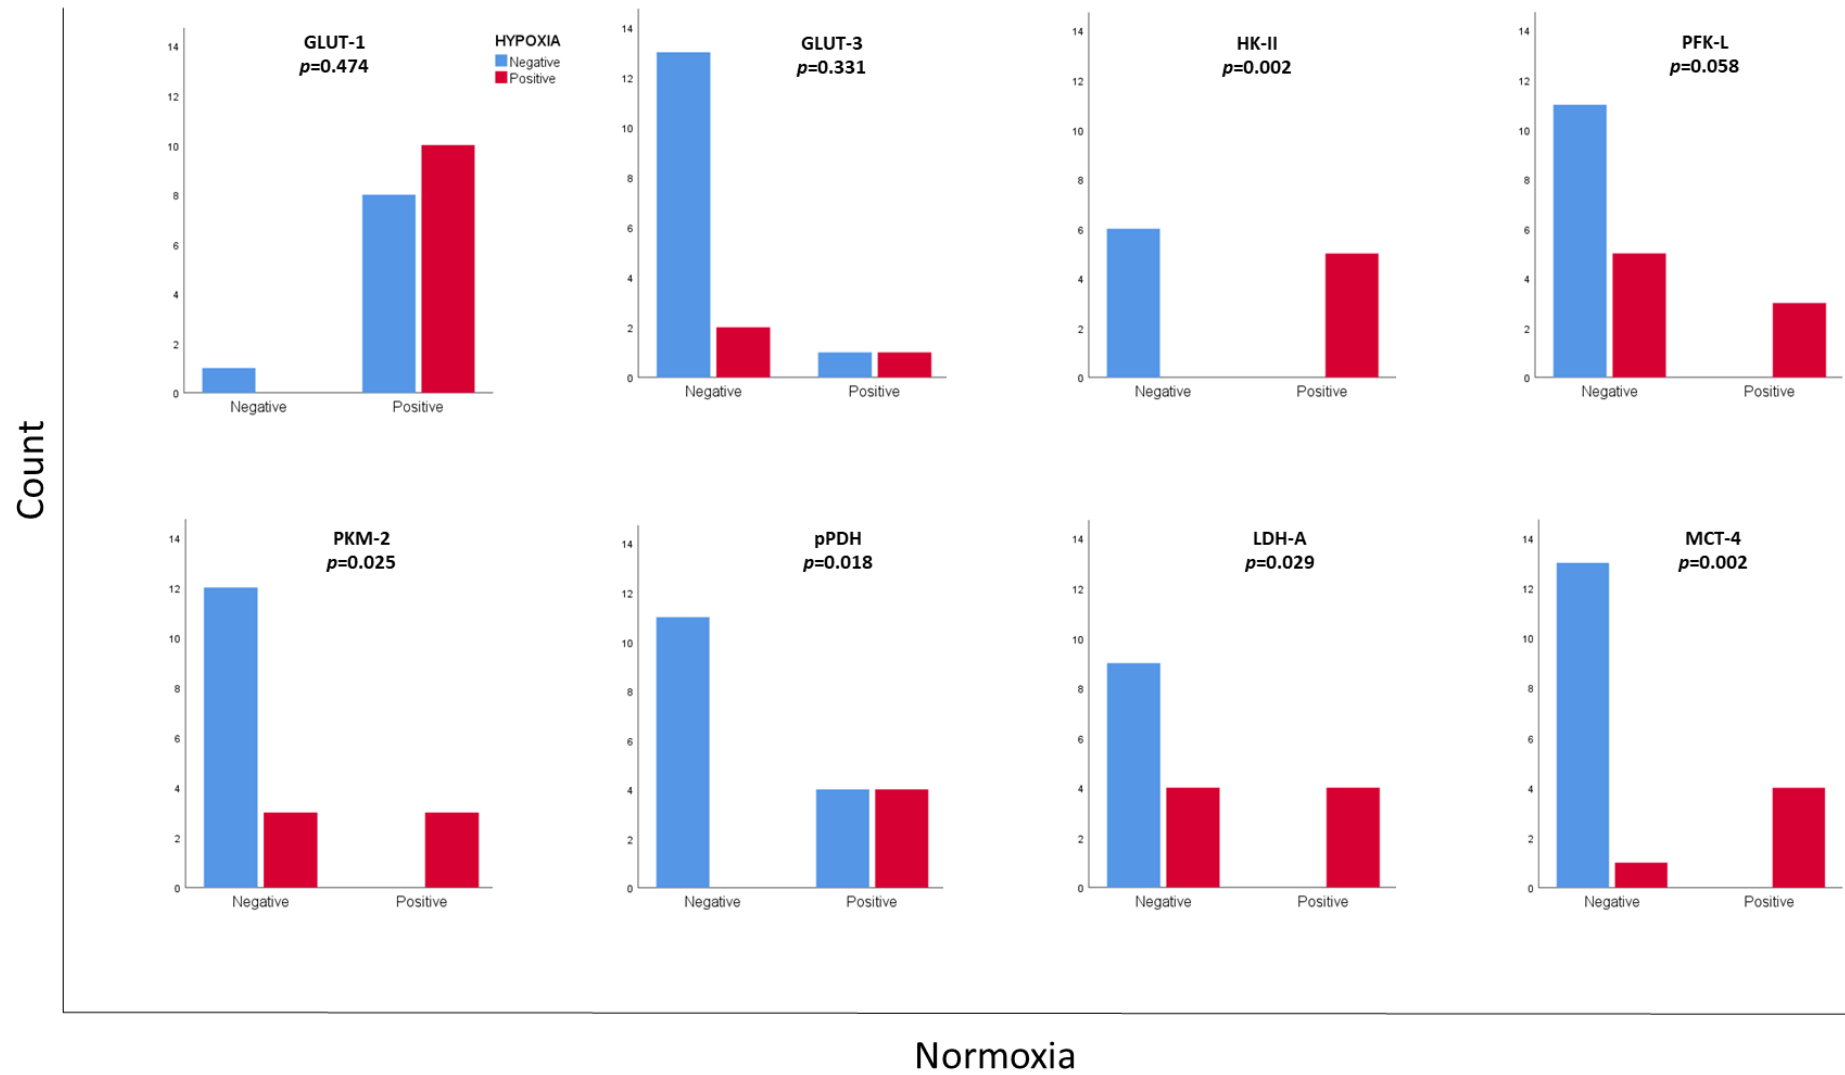 GLUT-1
p=0.474
HYPOXIA
Negative
Positive
14
12
10
8
6
4
2
0
Negative Positive
GLUT-3
p=0.331
14
12
10
8
6
4
2
0
Negative Positive
HK-II
p=0.002
14
12
10
8
6
4
2
0
Negative Positive
PFK-L
p=0.058
14
12
10
8
6
4
2
0
Negative Positive
Count
PKM-2
p=0.025
14
12
10
8
6
4
2
0
Negative Positive
pPDH
p=0.018
14
12
10
8
6
4
2
0
Negative Positive
LDH-A
p=0.029
14
12
10
8
6
4
2
0
Negative Positive
MCT-4
p=0.002
14
12
10
8
6
4
2
0
Negative Positive
Normoxia